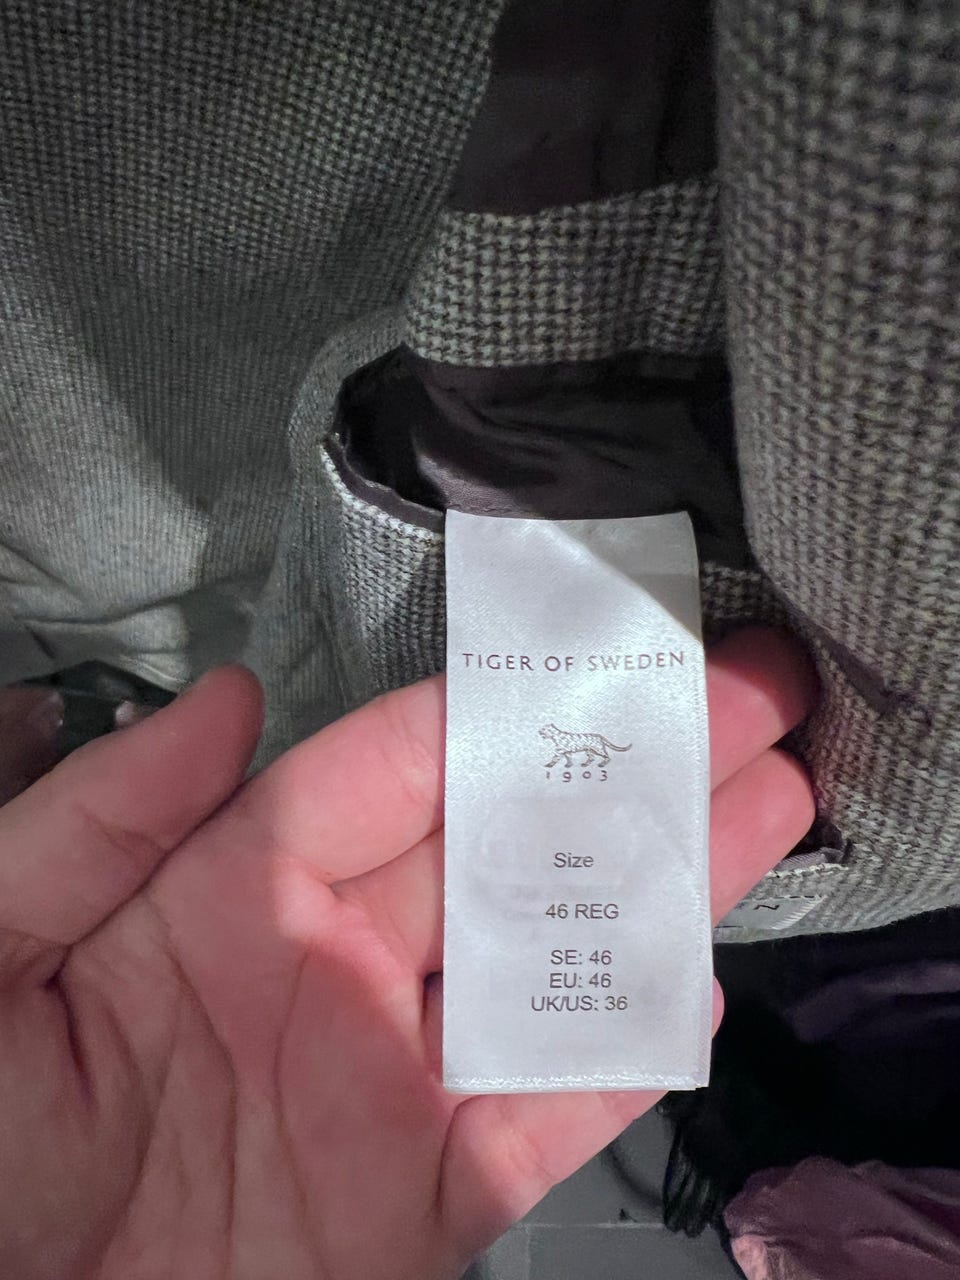 TIGER OF SWEDEN
1903
Size
46 REG
SE: 46
EU: 46
UK/US: 36